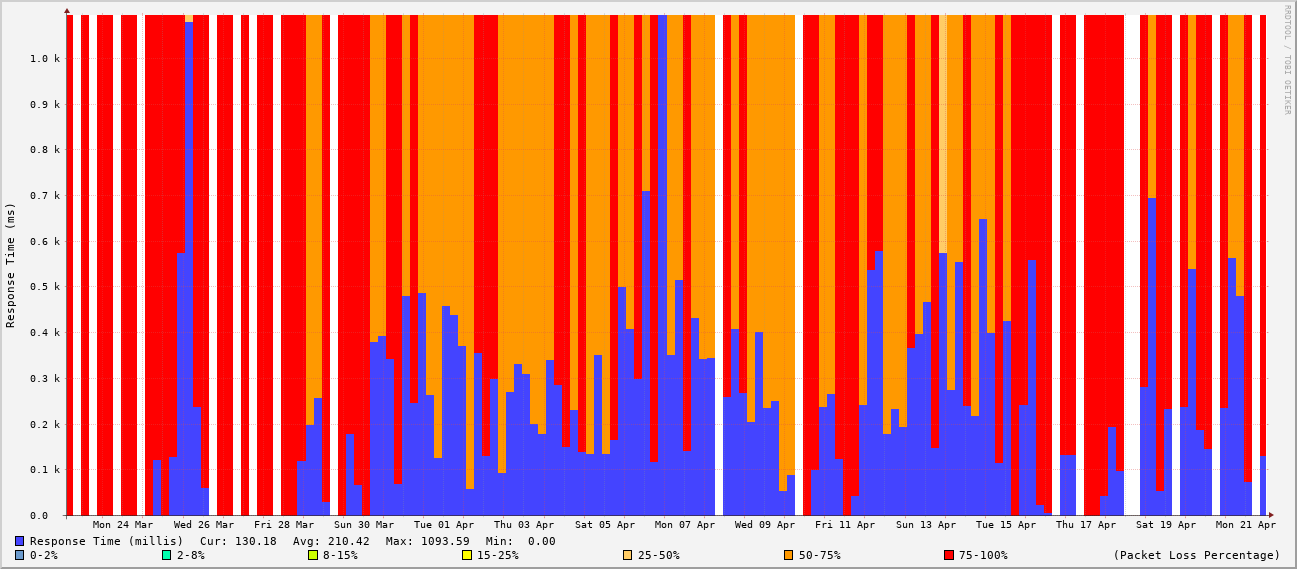 RRDTOOL / TOBI OETIKER
Response Time (ms)
1.0 k
0.9 k
0.8 k
0.7 k
0.6 k
0.5 k
0.4 k
0.3 k
0.2 k
0.1 k
0.0
Mon 24 Mar Wed 26 Mar Fri 28 Mar Sun 30 Mar Tue 01 Apr Thu 03 Apr Sat 05 Apr Mon 07 Apr Wed 09 Apr Fri 11 Apr Sun 13 Apr Tue 15 Apr Thu 17 Apr Sat 19 Apr Mon 21 Apr
Response Time (millis) Cur: 130.18 Avg: 210.42 Max: 1093.59 Min: 0.00
0-2% 2-8% 8-15% 15-25% 25-50% 50-75% 75-100% (Packet Loss Percentage)